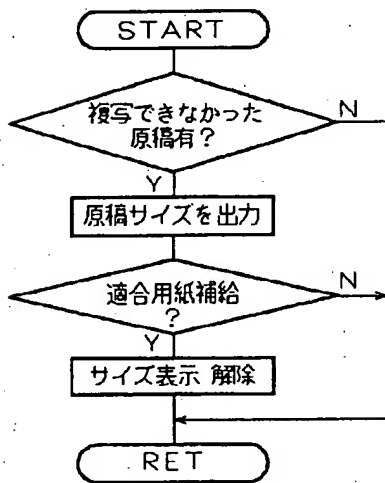 START
複写できなかった
原稿有?
N
Y
原稿サイズを出力
適合用紙補給
?
N
Y
サイズ表示 解除
RET